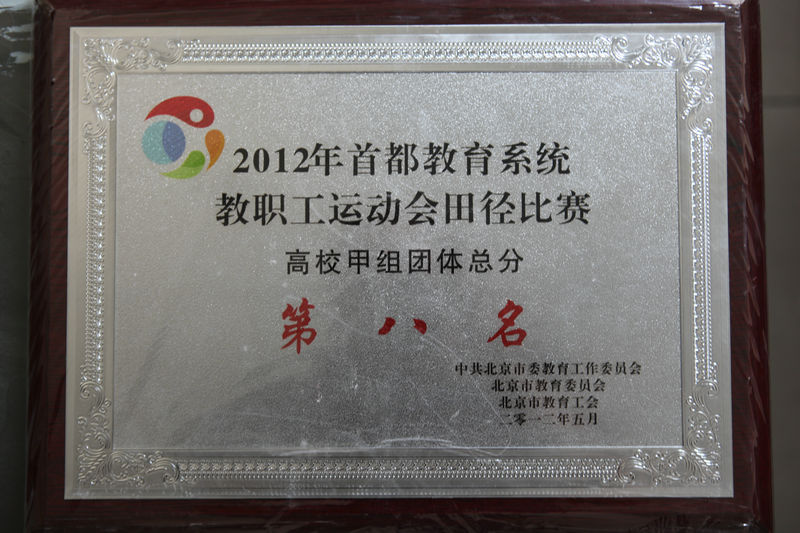 2012年首都教育系统
教职工运动会田径比赛
高校甲组团体总分
第八名
中共北京市委教育工作委员会
北京市教育委员会
北京市教育工会
二零一二年五月